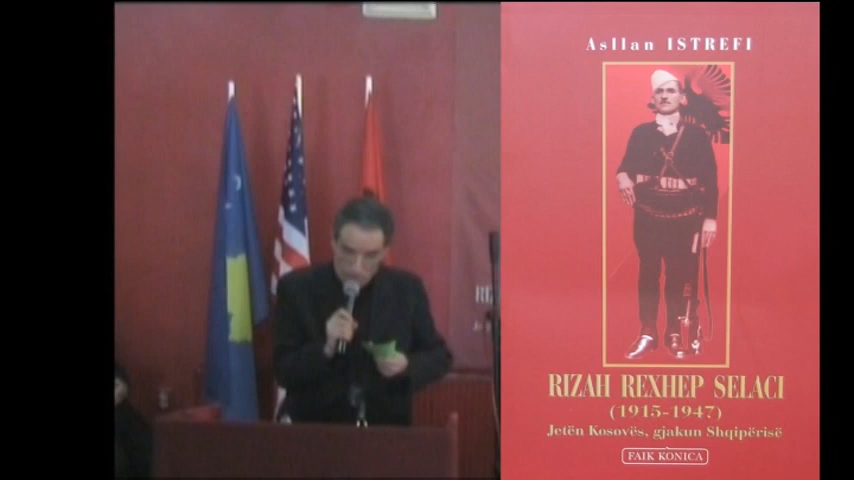 Asllan ISTREFI
RIZAH REXHEP SELACI
(1915-1947)
Jetën Kosovës, gjakun Shqipërisë
FAIK KONICA